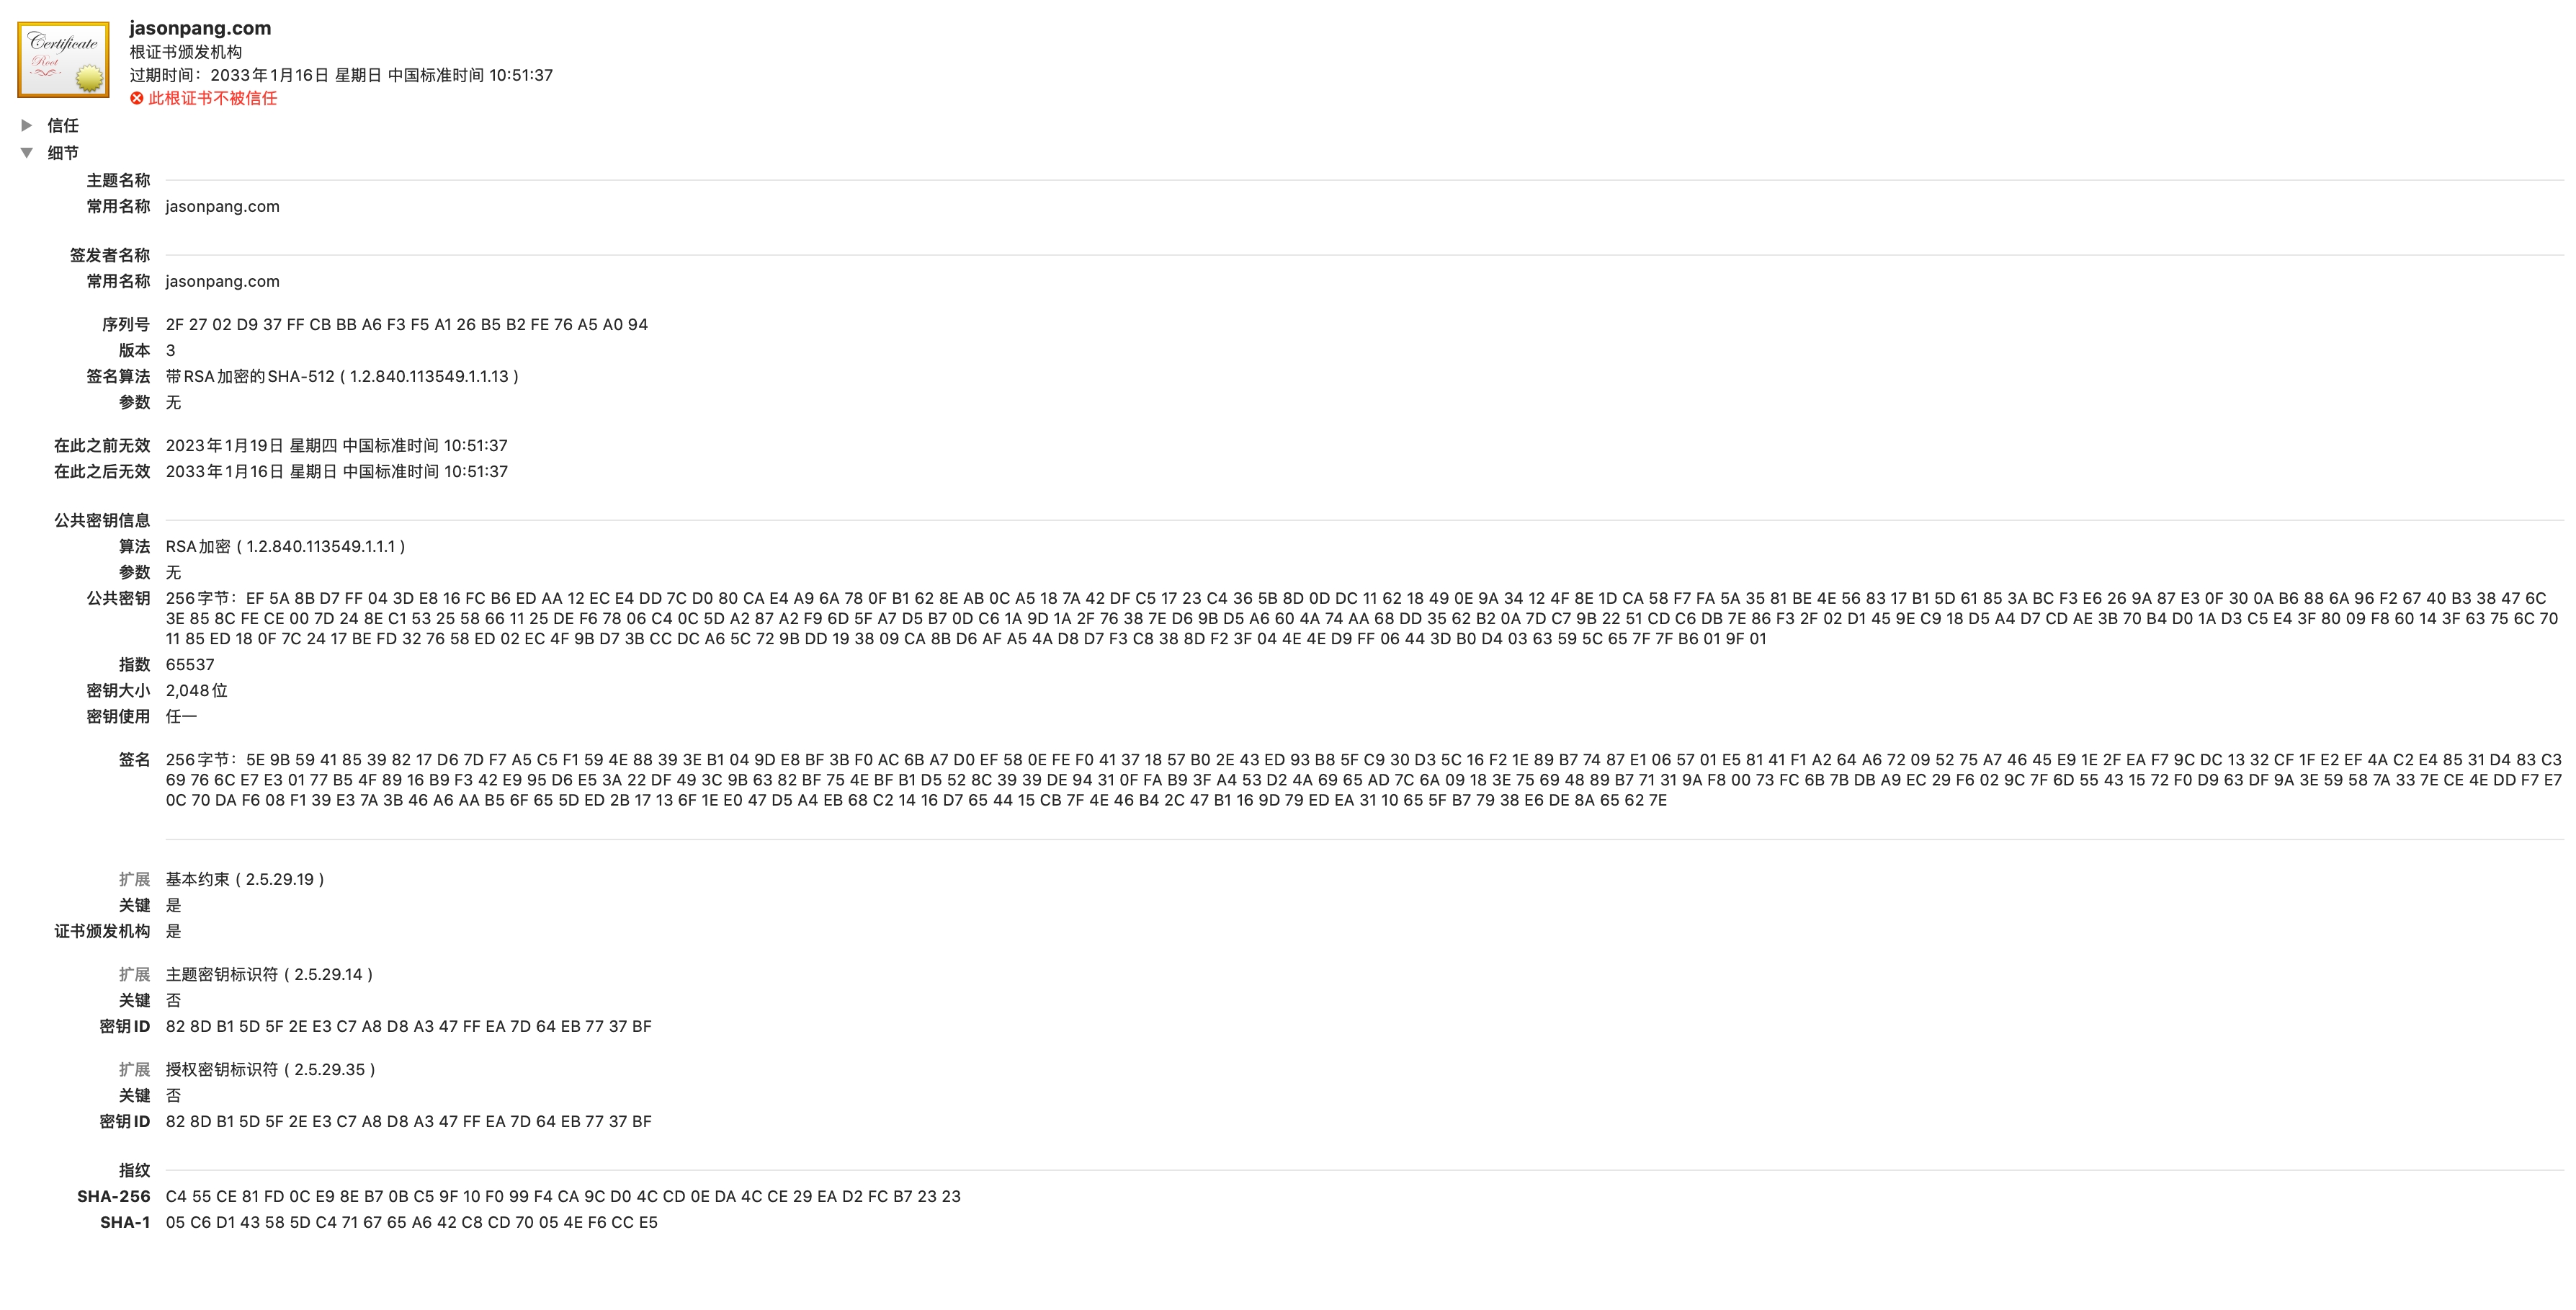 Certificate
Root
jasonpang.com
根证书颁发机构
过期时间：2033年1月16日 星期日 中国标准时间 10:51:37
此根证书不被信任
信任
细节
主题名称
常用名称 jasonpang.com
签发者名称
常用名称 jasonpang.com
序列号 2F 27 02 D9 37 FF CB BB A6 F3 F5 A1 26 B5 B2 FE 76 A5 A0 94
版本 3
签名算法 带RSA加密的SHA-512 ( 1.2.840.113549.1.1.13 )
参数 无
在此之前无效 2023年1月19日 星期四 中国标准时间 10:51:37
在此之后无效 2033年1月16日 星期日 中国标准时间 10:51:37
公共密钥信息
算法 RSA加密 ( 1.2.840.113549.1.1.1 )
参数 无
公共密钥 256字节：EF 5A 8B D7 FF 04 3D E8 16 FC B6 ED AA 12 EC E4 DD 7C D0 80 CA E4 A9 6A 78 0F B1 62 8E AB 0C A5 18 7A 42 DF C5 17 23 C4 36 5B 8D 0D DC 11 62 18 49 0E 9A 34 12 4F 8E 1D CA 58 F7 FA 5A 35 81 BE 4E 56 83 17 B1 5D 61 85 3A BC F3 E6 26 9A 87 E3 0F 30 0A B6 88 6A 96 F2 67 40 B3 38 47 6C
3E 85 8C FE CE 00 7D 24 8E C1 53 25 58 66 11 25 DE F6 78 06 C4 0C 5D A2 87 A2 F9 6D 5F A7 D5 B7 0D C6 1A 9D 1A 2F 76 38 7E D6 9B D5 A6 60 4A 74 AA 68 DD 35 62 B2 0A 7D C7 9B 22 51 CD C6 DB 7E 86 F3 2F 02 D1 45 9E C9 18 D5 A4 D7 CD AE 3B 70 B4 D0 1A D3 C5 E4 3F 80 09 F8 60 14 3F 63 75 6C 70
11 85 ED 18 0F 7C 24 17 BE FD 32 76 58 ED 02 EC 4F 9B D7 3B CC DC A6 5C 72 9B DD 19 38 09 CA 8B D6 AF A5 4A D8 D7 F3 C8 38 8D F2 3F 04 4E 4E D9 FF 06 44 3D B0 D4 03 63 59 5C 65 7F 7F B6 01 9F 01
指数 65537
密钥大小 2,048位
密钥使用 任一
签名 256字节：5E 9B 59 41 85 39 82 17 D6 7D F7 A5 C5 F1 59 4E 88 39 3E B1 04 9D E8 BF 3B F0 AC 6B A7 D0 EF 58 0E FE F0 41 37 18 57 B0 2E 43 ED 93 B8 5F C9 30 D3 5C 16 F2 1E 89 B7 74 87 E1 06 57 01 E5 81 41 F1 A2 64 A6 72 09 52 75 A7 46 45 E9 1E 2F EA F7 9C DC 13 32 CF 1F E2 EF 4A C2 E4 85 31 D4 83 C3
69 76 6C E7 E3 01 77 B5 4F 89 16 B9 F3 42 E9 95 D6 E5 3A 22 DF 49 3C 9B 63 82 BF 75 4E BF B1 D5 52 8C 39 39 DE 94 31 0F FA B9 3F A4 53 D2 4A 69 65 AD 7C 6A 09 18 3E 75 69 48 89 B7 71 31 9A F8 00 73 FC 6B 7B DB A9 EC 29 F6 02 9C 7F 6D 55 43 15 72 F0 D9 63 DF 9A 3E 59 58 7A 33 7E CE 4E DD F7 E7
0C 70 DA F6 08 F1 39 E3 7A 3B 46 A6 AA B5 6F 65 5D ED 2B 17 13 6F 1E E0 47 D5 A4 EB 68 C2 14 16 D7 65 44 15 CB 7F 4E 46 B4 2C 47 B1 16 9D 79 ED EA 31 10 65 5F B7 79 38 E6 DE 8A 65 62 7E
扩展 基本约束 ( 2.5.29.19 )
关键 是
证书颁发机构 是
扩展 主题密钥标识符 ( 2.5.29.14 )
关键 否
密钥ID 82 8D B1 5D 5F 2E E3 C7 A8 D8 A3 47 FF EA 7D 64 EB 77 37 BF
扩展 授权密钥标识符 ( 2.5.29.35 )
关键 否
密钥ID 82 8D B1 5D 5F 2E E3 C7 A8 D8 A3 47 FF EA 7D 64 EB 77 37 BF
指纹
SHA-256 C4 55 CE 81 FD 0C E9 8E B7 0B C5 9F 10 F0 99 F4 CA 9C D0 4C CD 0E DA 4C CE 29 EA D2 FC B7 23 23
SHA-1 05 C6 D1 43 58 5D C4 71 67 65 A6 42 C8 CD 70 05 4E F6 CC E5